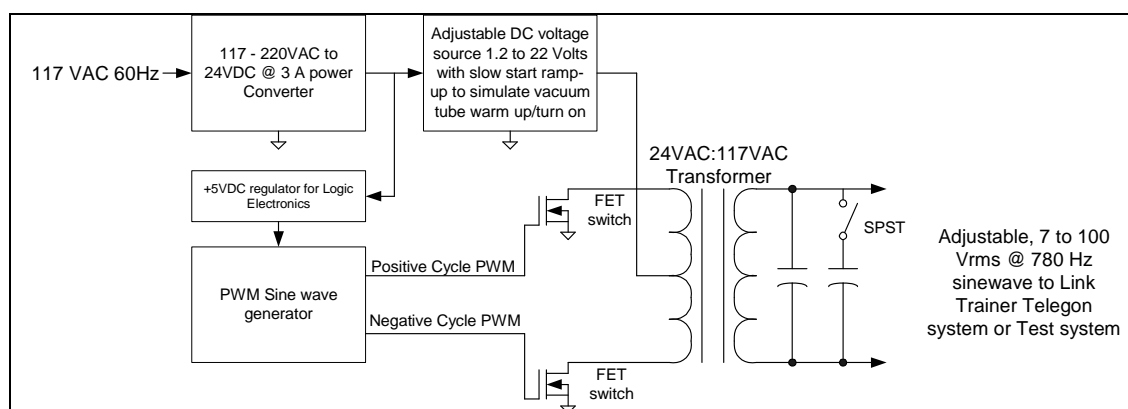 117 VAC 60Hz
117 - 220VAC to
24VDC @ 3 A power
Converter
Adjustable DC voltage
source 1.2 to 22 Volts
with slow start ramp-
up to simulate vacuum
tube warm up/turn on
24VAC:117VAC
Transformer
+5VDC regulator for Logic
Electronics
FET
switch
SPST
Positive Cycle PWM
PWM Sine wave
generator
Negative Cycle PWM
Adjustable, 7 to 100
Vrms @ 780 Hz
sinewave to Link
Trainer Telegon
system or Test system
FET
switch